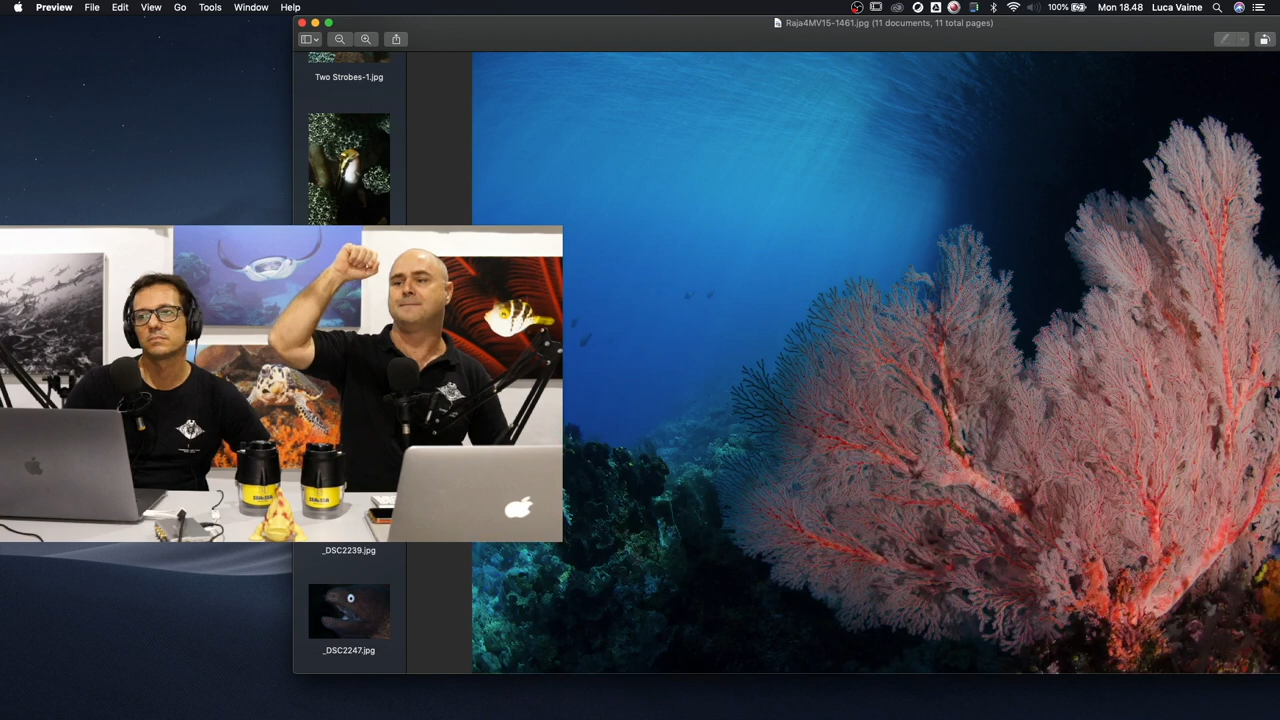 Preview File Edit View Go Tools Window Help
100% Mon 18.48 Luca Vaime
Raja4MV15-1461.jpg (11 documents, 11 total pages)
Two Strobes-1.jpg
_DSC2239.jpg
_DSC2247.jpg